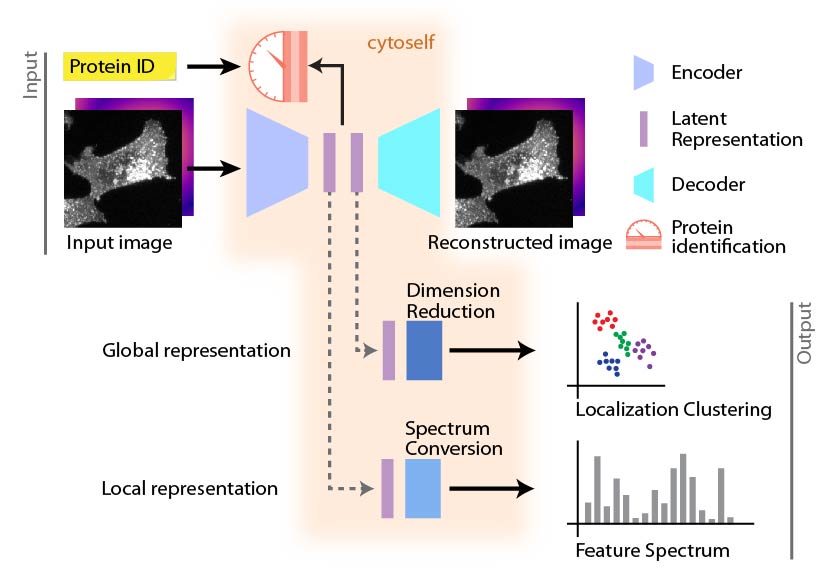 cytoself
Input
Protein ID
Input image
Reconstructed image
Encoder
Latent
Representation
Decoder
Protein
identification
Global representation
Dimension
Reduction
Localization Clustering
Output
Local representation
Spectrum
Conversion
Feature Spectrum